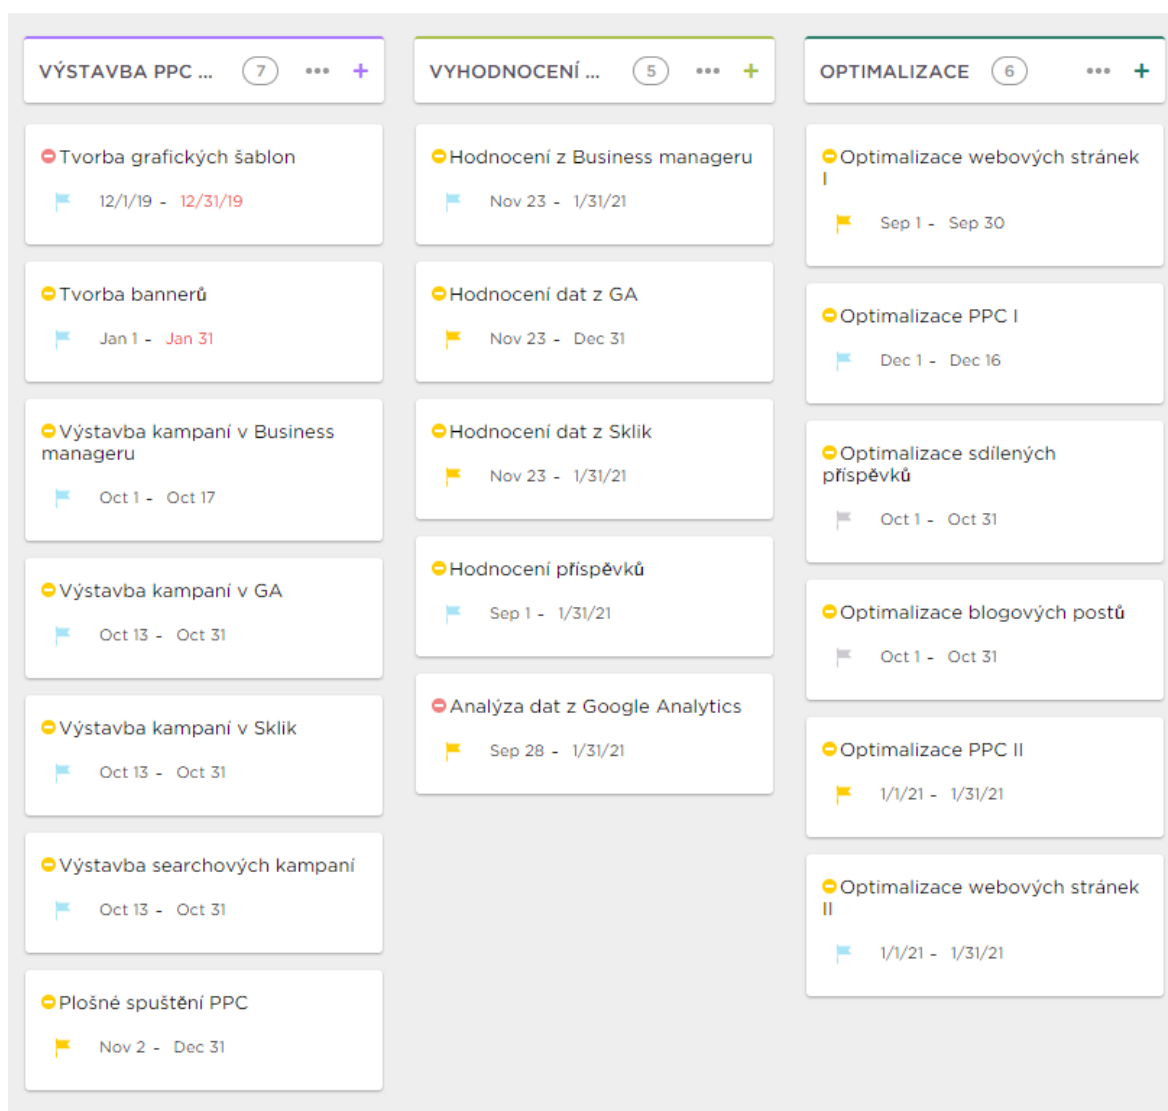 VÝSTAVBA PPC ... 7
Tvorba grafických šablon
12/1/19 - 12/31/19
Tvorba bannerů
Jan 1 - Jan 31
Výstavba kampaní v Business
manageru
Oct 1 - Oct 17
Výstavba kampaní v GA
Oct 13 - Oct 31
Výstavba kampaní v Sklik
Oct 13 - Oct 31
Výstavba searchových kampaní
Oct 13 - Oct 31
Plošné spuštění PPC
Nov 2 - Dec 31
VYHODNOCENÍ ... 5
Hodnocení z Business manageru
Nov 23 - 1/31/21
Hodnocení dat z GA
Nov 23 - Dec 31
Hodnocení dat z Sklik
Nov 23 - 1/31/21
Hodnocení příspěvků
Sep 1 - 1/31/21
Analýza dat z Google Analytics
Sep 28 - 1/31/21
OPTIMALIZACE 6
Optimalizace webových stránek
I
Sep 1 - Sep 30
Optimalizace PPC I
Dec 1 - Dec 16
Optimalizace sdílených
příspěvků
Oct 1 - Oct 31
Optimalizace blogových postů
Oct 1 - Oct 31
Optimalizace PPC II
1/1/21 - 1/31/21
Optimalizace webových stránek
II
1/1/21 - 1/31/21